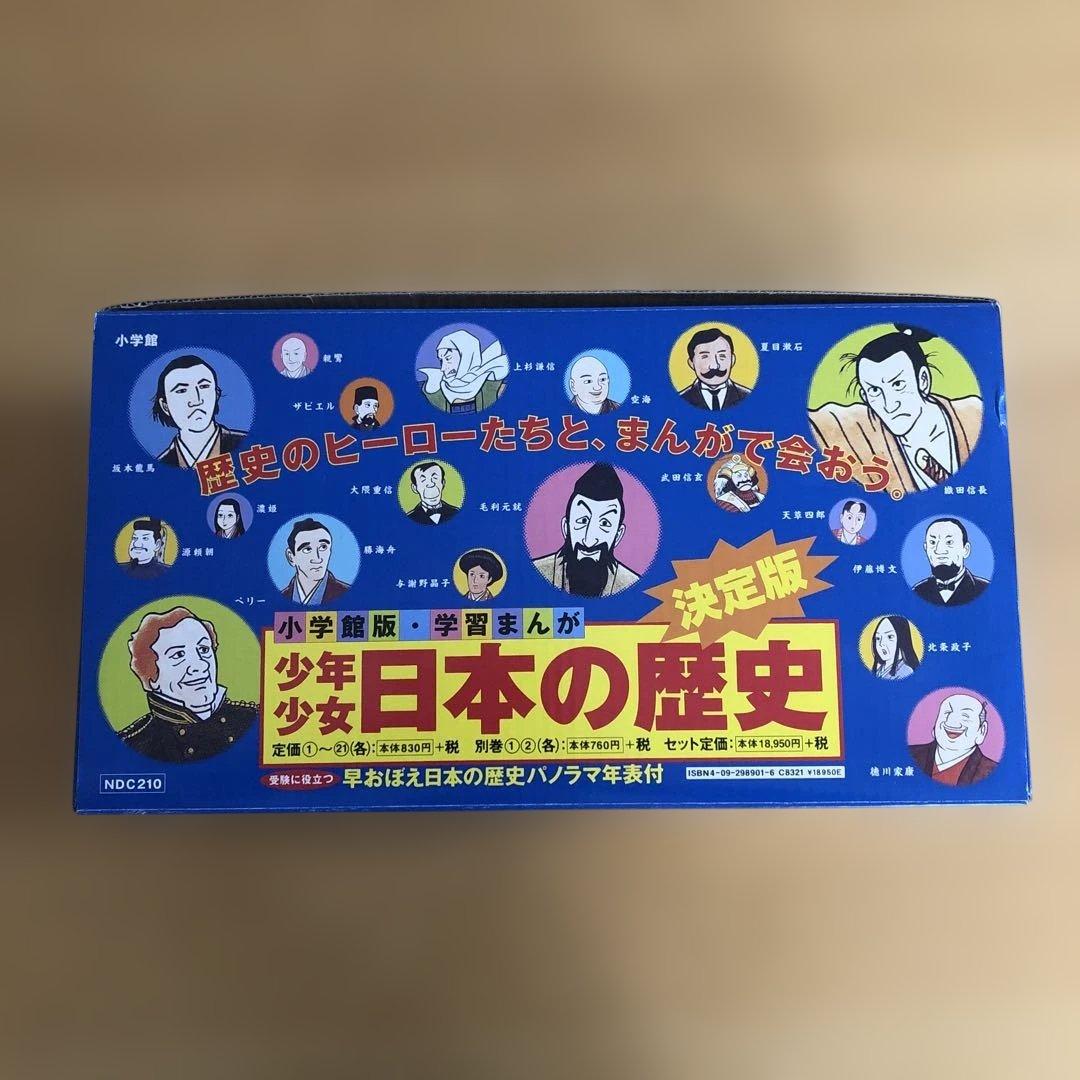 小学館
親鸞
ザビエル
上杉謙信
空海
夏目漱石
坂本龍馬
歴史のヒーローたちと、まんがで会おう。
織田信長
大隈重信
毛利元就
武田信玄
天草四郎
濃姫
源頼朝
勝海舟
与謝野晶子
伊藤博文
ペリー
北条政子
徳川家康
決定版
小学館版・学習まんが
少年少女日本の歴史
定価①〜㉑(各):本体830円+税 別巻①②(各):本体760円+税 セット定価:本体18,950円+税
受験に役立つ 早おぼえ日本の歴史パノラマ年表付
ISBN4-09-298901-6 C8321 ¥18950E
NDC210